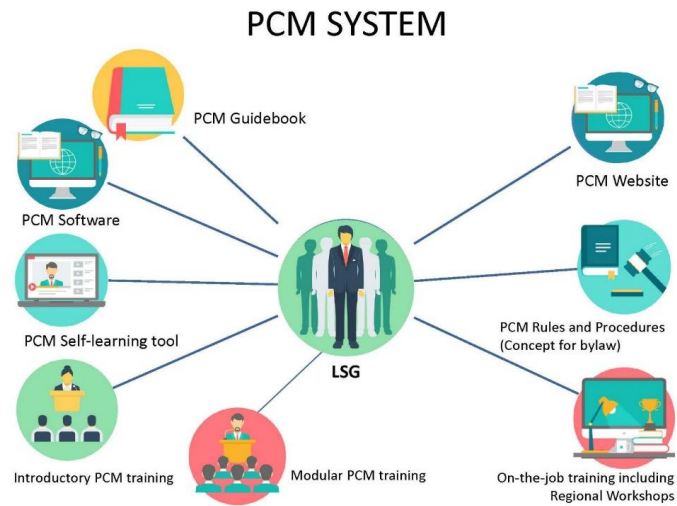 PCM SYSTEM
PCM Guidebook
PCM Website
PCM Software
PCM Self-learning tool
PCM Rules and Procedures
(Concept for bylaw)
LSG
Introductory PCM training
Modular PCM training
On-the-job training including
Regional Workshops